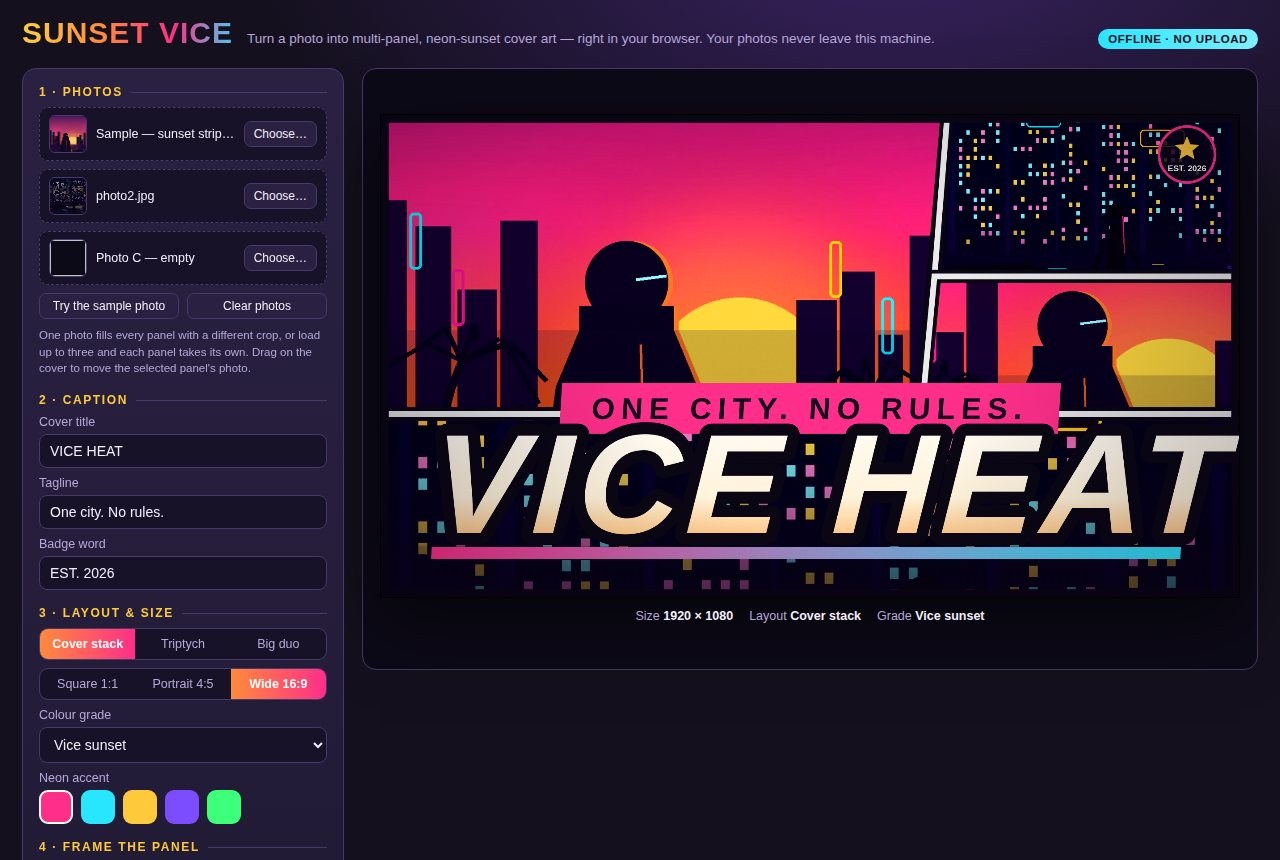 SUNSET VICE
Turn a photo into multi-panel, neon-sunset cover art — right in your browser. Your photos never leave this machine.
OFFLINE · NO UPLOAD
1 · PHOTOS
Sample — sunset strip…
Choose…
photo2.jpg
Choose…
Photo C — empty
Choose…
Try the sample photo
Clear photos
One photo fills every panel with a different crop, or load
up to three and each panel takes its own. Drag on the
cover to move the selected panel's photo.
2 · CAPTION
Cover title
VICE HEAT
Tagline
One city. No rules.
Badge word
EST. 2026
3 · LAYOUT & SIZE
Cover stack
Triptych
Big duo
Square 1:1
Portrait 4:5
Wide 16:9
Colour grade
Vice sunset
Neon accent
4 · FRAME THE PANEL
EST. 2026
ONE CITY. NO RULES.
VICE HEAT
Size 1920 × 1080 Layout Cover stack Grade Vice sunset